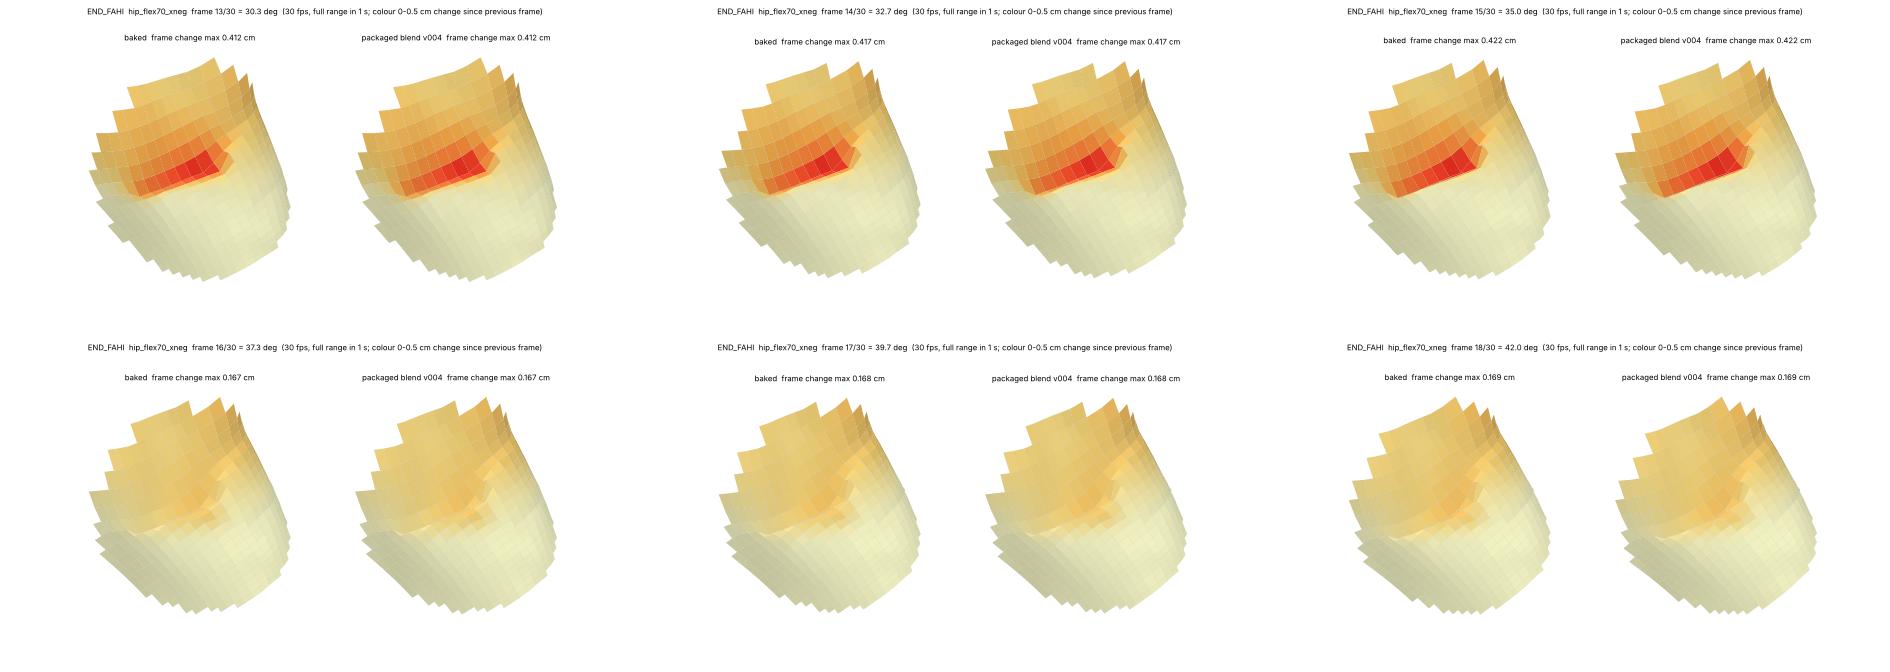 END_FAHI hip_flex70_xneg frame 13/30 = 30.3 deg (30 fps, full range in 1 s; colour 0-0.5 cm change since previous frame)
baked frame change max 0.412 cm
packaged blend v004 frame change max 0.412 cm
END_FAHI hip_flex70_xneg frame 14/30 = 32.7 deg (30 fps, full range in 1 s; colour 0-0.5 cm change since previous frame)
baked frame change max 0.417 cm
packaged blend v004 frame change max 0.417 cm
END_FAHI hip_flex70_xneg frame 15/30 = 35.0 deg (30 fps, full range in 1 s; colour 0-0.5 cm change since previous frame)
baked frame change max 0.422 cm
packaged blend v004 frame change max 0.422 cm
END_FAHI hip_flex70_xneg frame 16/30 = 37.3 deg (30 fps, full range in 1 s; colour 0-0.5 cm change since previous frame)
baked frame change max 0.167 cm
packaged blend v004 frame change max 0.167 cm
END_FAHI hip_flex70_xneg frame 17/30 = 39.7 deg (30 fps, full range in 1 s; colour 0-0.5 cm change since previous frame)
baked frame change max 0.168 cm
packaged blend v004 frame change max 0.168 cm
END_FAHI hip_flex70_xneg frame 18/30 = 42.0 deg (30 fps, full range in 1 s; colour 0-0.5 cm change since previous frame)
baked frame change max 0.169 cm
packaged blend v004 frame change max 0.169 cm